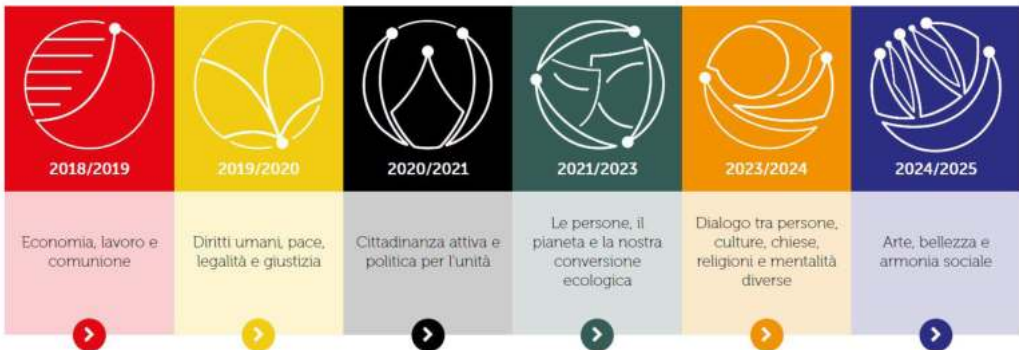 2018/2019
Economia, lavoro e
comunione
2019/2020
Diritti umani, pace,
legalità e giustizia
2020/2021
Cittadinanza attiva e
politica per l'unità
2021/2023
Le persone, il
pianeta e la nostra
conversione
ecologica
2023/2024
Dialogo tra persone,
culture, chiese,
religioni e mentalità
diverse
2024/2025
Arte, bellezza e
armonia sociale